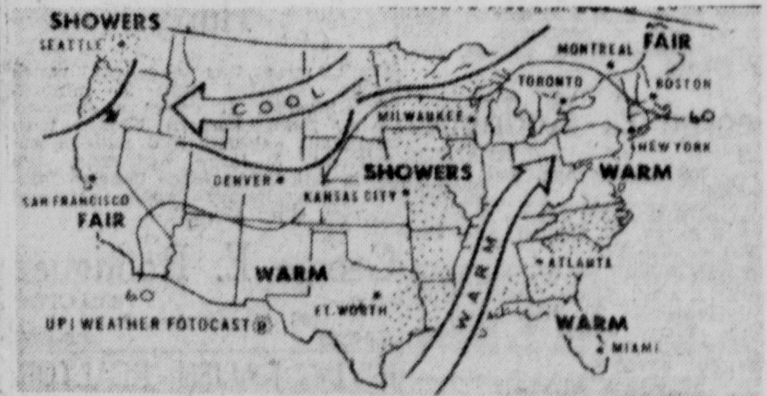 SHOWERS
SEATTLE
MONTREAL
FAIR
TORONTO
BOSTON
COOL
MILWAUKEE
60
NEW YORK
SHOWERS
WARM
DENVER
KANSAS CITY
SAN FRANCISCO
FAIR
WARM
ATLANTA
WARM
60
FT. WORTH
UPI WEATHER FOTOCAST ®
WARM
MIAMI